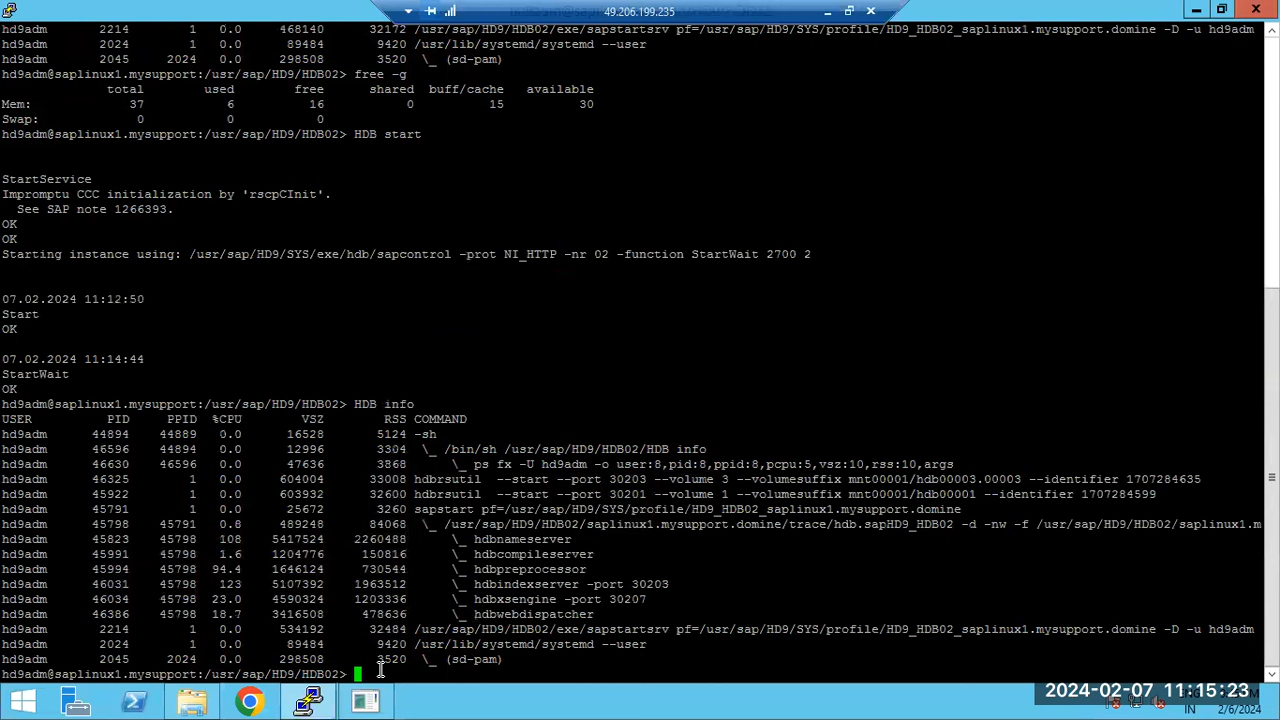 49.206.199.235
hd9adm 2214 1 0.0 468140 32172 /usr/sap/HD9/HDB02/exe/sapstartsrv pf=/usr/sap/HD9/SYS/profile/HD9_HDB02_saplinux1.mysupport.domine -D -u hd9adm
hd9adm 2024 1 0.0 89484 9420 /usr/lib/systemd/systemd --user
hd9adm 2045 2024 0.0 298508 3520 \_ (sd-pam)
hd9adm@saplinux1.mysupport:/usr/sap/HD9/HDB02> free -g
total used free shared buff/cache available
Mem: 37 6 16 0 15 30
Swap: 0 0 0
hd9adm@saplinux1.mysupport:/usr/sap/HD9/HDB02> HDB start
StartService
Impromptu CCC initialization by 'rscpCInit'.
See SAP note 1266393.
OK
OK
Starting instance using: /usr/sap/HD9/SYS/exe/hdb/sapcontrol -prot NI_HTTP -nr 02 -function StartWait 2700 2
07.02.2024 11:12:50
Start
OK
07.02.2024 11:14:44
StartWait
OK
hd9adm@saplinux1.mysupport:/usr/sap/HD9/HDB02> HDB info
USER PID PPID %CPU VSZ RSS COMMAND
hd9adm 44894 44889 0.0 16528 5124 -sh
hd9adm 46596 44894 0.0 12996 3304 \_ /bin/sh /usr/sap/HD9/HDB02/HDB info
hd9adm 46630 46596 0.0 47636 3868 \_ ps fx -U hd9adm -o user:8,pid:8,ppid:8,pcpu:5,vsz:10,rss:10,args
hd9adm 46325 1 0.0 604004 33008 hdbrsutil --start --port 30203 --volume 3 --volumesuffix mnt00001/hdb00003.00003 --identifier 1707284635
hd9adm 45922 1 0.0 603932 32600 hdbrsutil --start --port 30201 --volume 1 --volumesuffix mnt00001/hdb00001 --identifier 1707284599
hd9adm 45791 1 0.0 25672 3260 sapstart pf=/usr/sap/HD9/SYS/profile/HD9_HDB02_saplinux1.mysupport.domine
hd9adm 45798 45791 0.8 489248 84068 \_ /usr/sap/HD9/HDB02/saplinux1.mysupport.domine/trace/hdb.sapHD9_HDB02 -d -nw -f /usr/sap/HD9/HDB02/saplinux1.m
hd9adm 45823 45798 108 5417524 2260488 \_ hdbnameserver
hd9adm 45991 45798 1.6 1204776 150816 \_ hdbcompileserver
hd9adm 45994 45798 94.4 1646124 730544 \_ hdbpreprocessor
hd9adm 46031 45798 123 5107392 1963512 \_ hdbindexserver -port 30203
hd9adm 46034 45798 23.0 4590324 1203336 \_ hdbxsengine -port 30207
hd9adm 46386 45798 18.7 3416508 478636 \_ hdbwebdispatcher
hd9adm 2214 1 0.0 534192 32484 /usr/sap/HD9/HDB02/exe/sapstartsrv pf=/usr/sap/HD9/SYS/profile/HD9_HDB02_saplinux1.mysupport.domine -D -u hd9adm
hd9adm 2024 1 0.0 89484 9420 /usr/lib/systemd/systemd --user
hd9adm 2045 2024 0.0 298508 3520 \_ (sd-pam)
hd9adm@saplinux1.mysupport:/usr/sap/HD9/HDB02>
2024-02-07 11:15:23
IN 2/6/2024